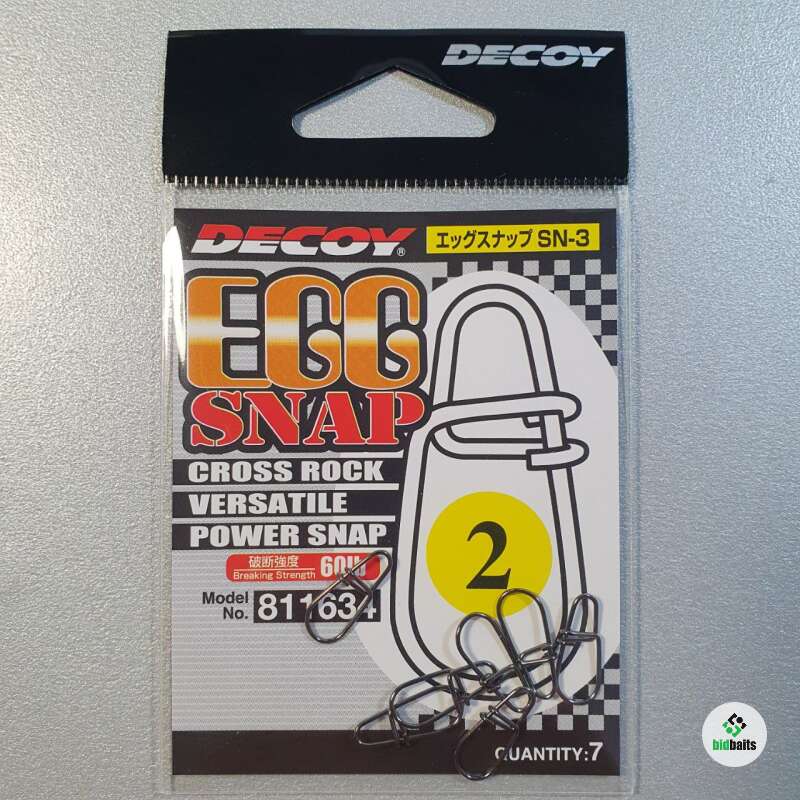 DECOY
DECOY®
エッグスナップ SN-3
EGG
SNAP
CROSS ROCK
VERSATILE
POWER SNAP
破断強度
Breaking Strength
60lb
Model
No. 811634
2
QUANTITY:7
bidbaits